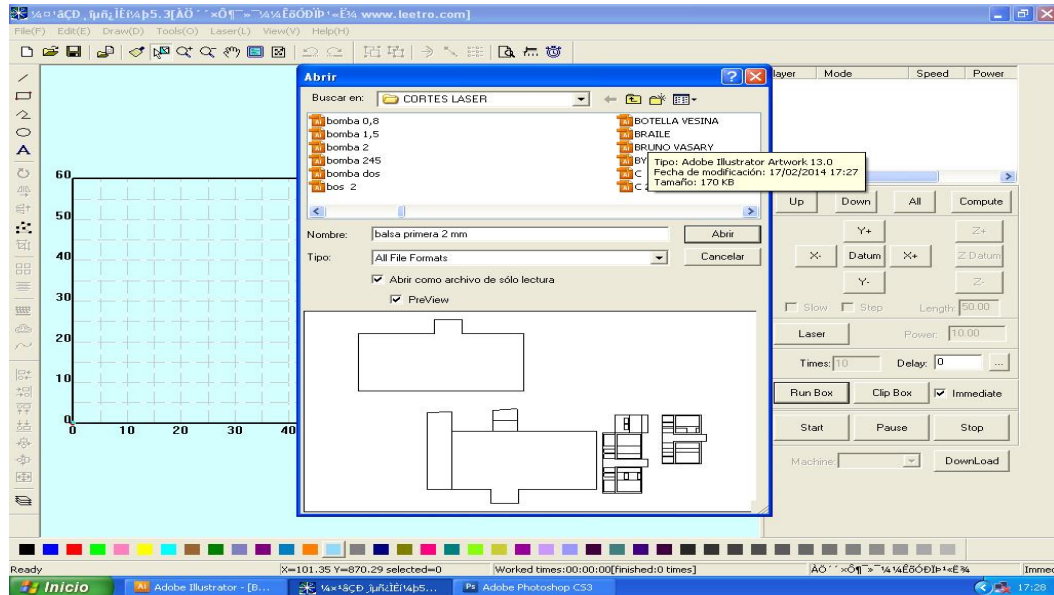 www.leetro.com]
File(F) Edit(E) Draw(D) Tools(O) Laser(L) View(V) Help(H)
Abrir
Buscar en: CORTES LASER
bomba 0,8
bomba 1,5
bomba 2
bomba 245
bomba dos
bos 2
BOTELLA VESINA
BRAILE
BRUNO VASARY
BY
C
C 2
Tipo: Adobe Illustrator Artwork 13.0
Fecha de modificación: 17/02/2014 17:27
Tamaño: 170 KB
Nombre: balsa primera 2 mm Abrir
Tipo: All File Formats Cancelar
Abrir como archivo de sólo lectura
PreView
layer Mode Speed Power
Up Down All Compute
Y+ Z+
X- Datum X+ Z Datum
Y- Z-
Slow Step Length: 50.00
Laser Power: 10.00
Times: 10 Delay: 0 ...
Run Box Clip Box Immediate
Start Pause Stop
Machine: DownLoad
60
50
40
30
20
10
0
0 10 20 30 40
Ready X=101.35 Y=870.29 selected=0 Worked times:00:00:00[finished:0 times] Immed
Inicio Adobe Illustrator - [B... Adobe Photoshop CS3 17:28